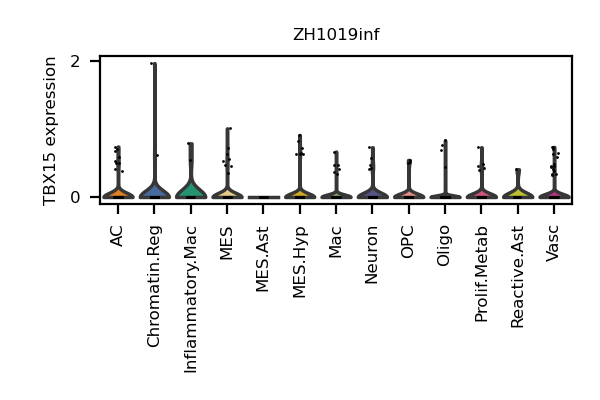 ZH1019inf
TBX15 expression
2
0
AC
Chromatin.Reg
Inflammatory.Mac
MES
MES.Ast
MES.Hyp
Mac
Neuron
OPC
Oligo
Prolif.Metab
Reactive.Ast
Vasc